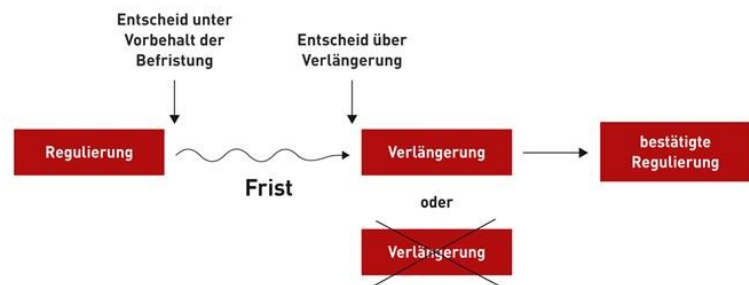 Entscheid unter
Vorbehalt der
Befristung
Entscheid über
Verlängerung
Regulierung
Frist
Verlängerung
bestätigte
Regulierung
oder
Verlängerung